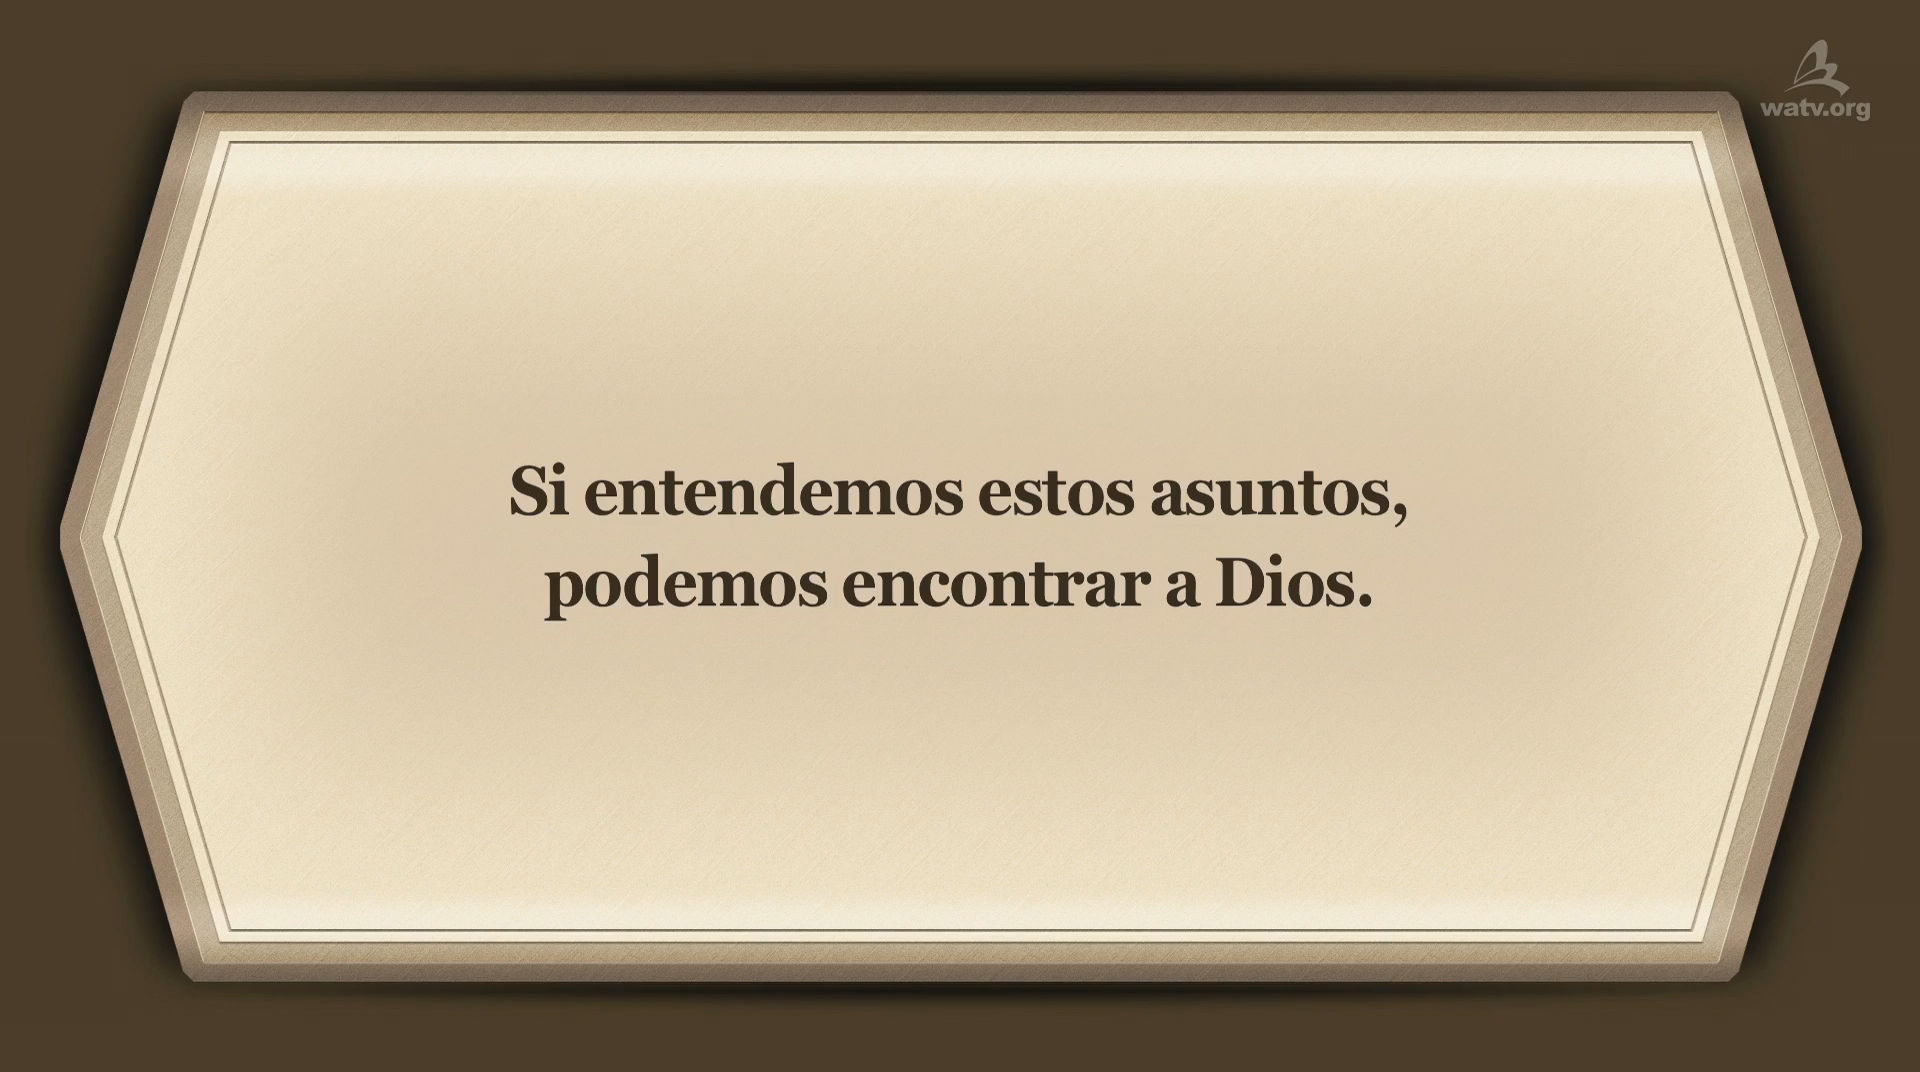 watv.org
Si entendemos estos asuntos,
podemos encontrar a Dios.